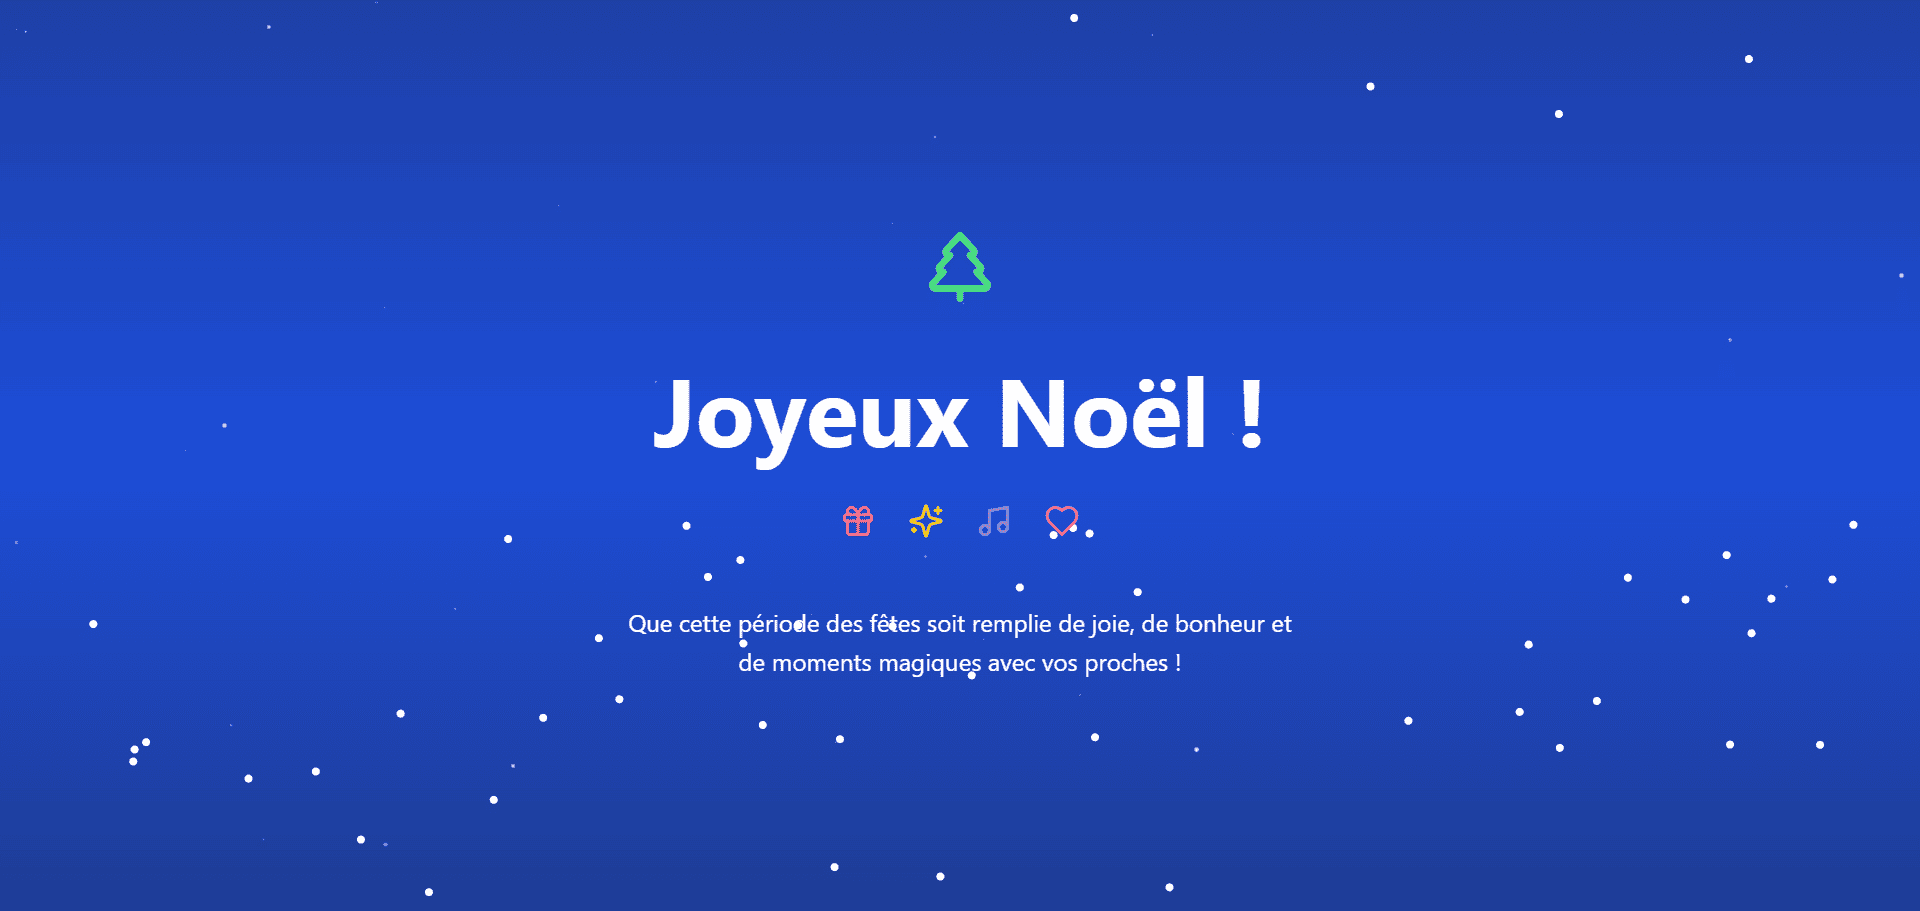 Joyeux Noël !
Que cette période des fêtes soit remplie de joie, de bonheur et
de moments magiques avec vos proches !